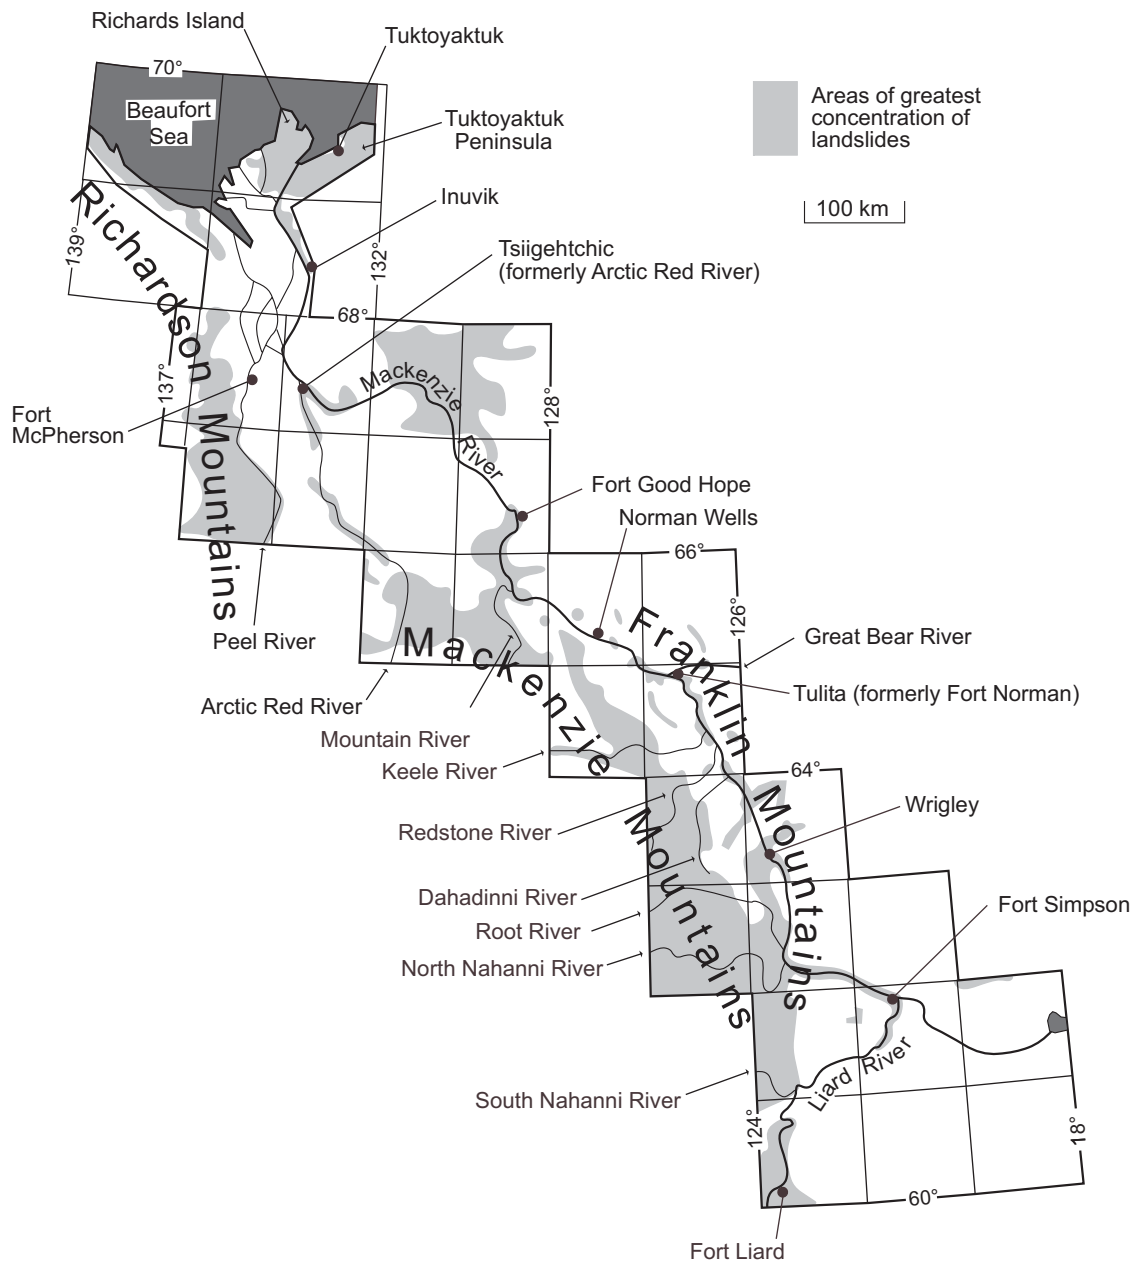 Richards Island
Tuktoyaktuk
70°
Beaufort
Sea
Areas of greatest
concentration of
landslides
Tuktoyaktuk
Peninsula
100 km
Inuvik
139°
132°
Richardson Mountains
Tsiigehtchic
(formerly Arctic Red River)
68°
137°
128°
Mackenzie River
Fort
McPherson
Fort Good Hope
Norman Wells
66°
126°
Peel River
Great Bear River
Franklin Mountains
Mackenzie Mountains
Tulita (formerly Fort Norman)
Arctic Red River
Mountain River
Keele River
64°
Redstone River
Wrigley
Dahadinni River
Fort Simpson
Root River
North Nahanni River
Liard River
South Nahanni River
124°
18°
60°
Fort Liard